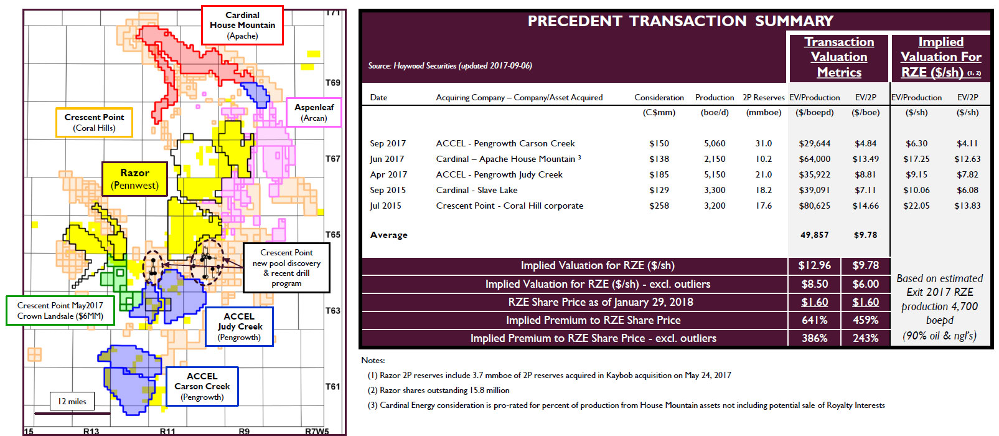 T71
Cardinal
House Mountain
(Apache)
T69
Aspenleaf
(Arcan)
Crescent Point
(Coral Hills)
T67
Razor
(Pennwest)
T65
Crescent Point
new pool discovery
& recent drill
program
Crescent Point May2017
Crown Landsale ($6MM)
T63
ACCEL
Judy Creek
(Pengrowth)
ACCEL
Carson Creek
(Pengrowth)
T61
12 miles
15 R13 R11 R9 R7W5
PRECEDENT TRANSACTION SUMMARY
Source: Haywood Securities (updated 2017-09-06)
Transaction
Valuation
Metrics
Implied
Valuation For
RZE ($/sh) (1, 2)
Date Acquiring Company – Company/Asset Acquired Consideration Production 2P Reserves EV/Production EV/2P EV/Production EV/2P
(C$mm) (boe/d) (mmboe) ($/boepd) ($/boe) ($/sh) ($/sh)
Sep 2017 ACCEL - Pengrowth Carson Creek $150 5,060 31.0 $29,644 $4.84 $6.30 $4.11
Jun 2017 Cardinal – Apache House Mountain 3 $138 2,150 10.2 $64,000 $13.49 $17.25 $12.63
Apr 2017 ACCEL - Pengrowth Judy Creek $185 5,150 21.0 $35,922 $8.81 $9.15 $7.82
Sep 2015 Cardinal - Slave Lake $129 3,300 18.2 $39,091 $7.11 $10.06 $6.08
Jul 2015 Crescent Point - Coral Hill corporate $258 3,200 17.6 $80,625 $14.66 $22.05 $13.83
Average 49,857 $9.78
Implied Valuation for RZE ($/sh) $12.96 $9.78
Implied Valuation for RZE ($/sh) - excl. outliers $8.50 $6.00
RZE Share Price as of January 29, 2018 $1.60 $1.60
Implied Premium to RZE Share Price 641% 459%
Implied Premium to RZE Share Price - excl. outliers 386% 243%
Based on estimated
Exit 2017 RZE
production 4,700
boepd
(90% oil & ngl's)
Notes:
(1) Razor 2P reserves include 3.7 mmboe of 2P reserves acquired in Kaybob acquisition on May 24, 2017
(2) Razor shares outstanding 15.8 million
(3) Cardinal Energy consideration is pro-rated for percent of production from House Mountain assets not including potential sale of Royalty Interests